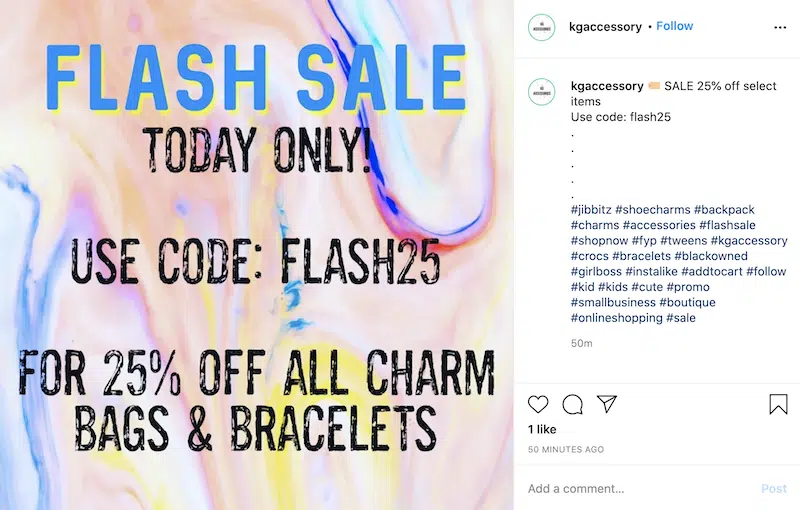 FLASH SALE
TODAY ONLY!
USE CODE: FLASH25
FOR 25% OFF ALL CHARM
BAGS & BRACELETS
kgaccessory • Follow
kgaccessory SALE 25% off select
items
Use code: flash25
.
.
.
.
.
#jibbitz #shoecharms #backpack
#charms #accessories #flashsale
#shopnow #fyp #tweens #kgaccessory
#crocs #bracelets #blackowned
#girlboss #instalike #addtocart #follow
#kid #kids #cute #promo
#smallbusiness #boutique
#onlineshopping #sale
50m
1 like
50 MINUTES AGO
Add a comment...
Post